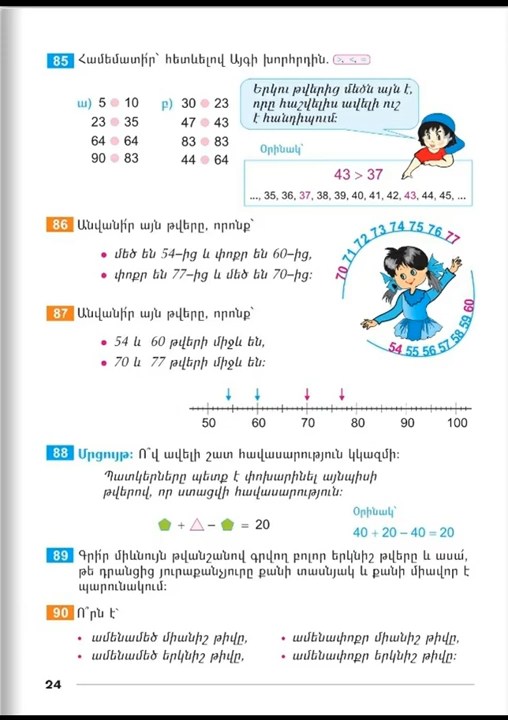 85 Համեմատի՛ր՝ հետևելով Այգի խորհրդին. >, <, =
ա) 5 10 բ) 30 23
23 35 47 43
64 64 83 83
90 83 44 64
Երկու թվերից մեծն այն է,
որը հաշվելիս ավելի ուշ
է հանդիպում:
Օրինակ՝
43 > 37
..., 35, 36, 37, 38, 39, 40, 41, 42, 43, 44, 45, ...
86 Անվանի՛ր այն թվերը, որոնք՝
• մեծ են 54–ից և փոքր են 60–ից,
• փոքր են 77–ից և մեծ են 70–ից:
70 71 72 73 74 75 76 77
54 55 56 57 58 59 60
87 Անվանի՛ր այն թվերը, որոնք՝
• 54 և 60 թվերի միջև են,
• 70 և 77 թվերի միջև են:
50 60 70 80 90 100
88 Մրցույթ: Ո՞վ ավելի շատ հավասարություն կկազմի:
Պատկերները պետք է փոխարինել այնպիսի
թվերով, որ ստացվի հավասարություն:
+ – = 20
Օրինակ՝
40 + 20 – 40 = 20
89 Գրի՛ր միևնույն թվանշանով գրվող բոլոր երկնիշ թվերը և ասա՛,
թե դրանցից յուրաքանչյուրը քանի տասնյակ և քանի միավոր է
պարունակում:
90 Ո՞րն է՝
• ամենամեծ միանիշ թիվը, • ամենափոքր միանիշ թիվը,
• ամենամեծ երկնիշ թիվը, • ամենափոքր երկնիշ թիվը:
24